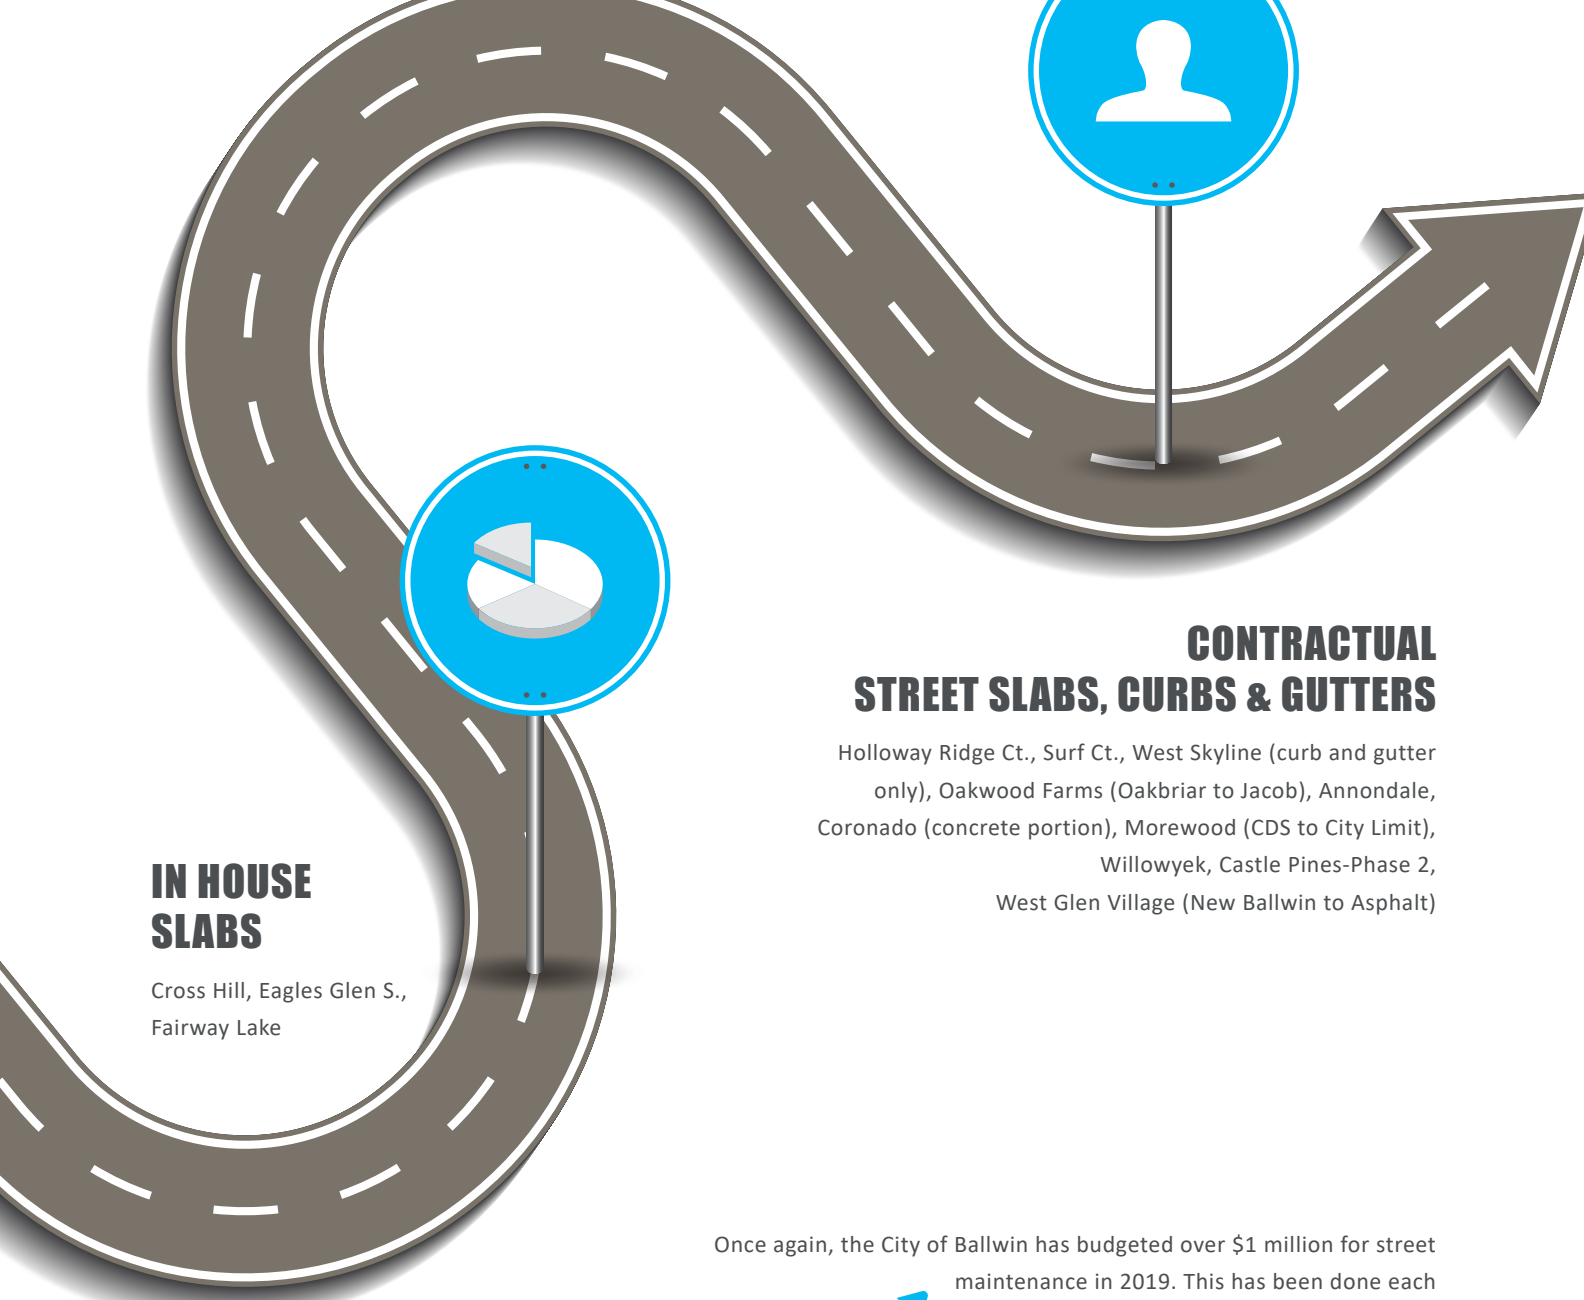 CONTRACTUAL
STREET SLABS, CURBS & GUTTERS
Holloway Ridge Ct., Surf Ct., West Skyline (curb and gutter
only), Oakwood Farms (Oakbriar to Jacob), Annondale,
Coronado (concrete portion), Morewood (CDS to City Limit),
Willowyek, Castle Pines-Phase 2,
West Glen Village (New Ballwin to Asphalt)
IN HOUSE
SLABS
Cross Hill, Eagles Glen S.,
Fairway Lake
Once again, the City of Ballwin has budgeted over $1 million for street
maintenance in 2019. This has been done each